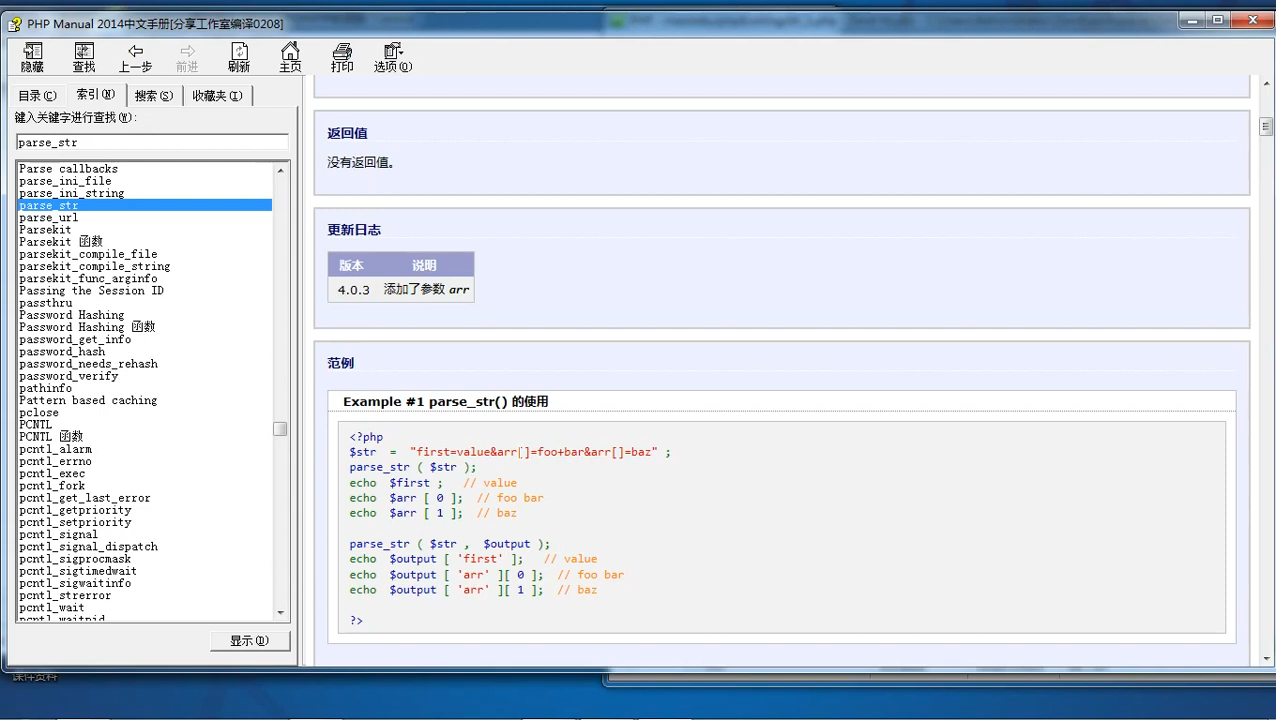 PHP Manual 2014中文手册[分享工作室编译0208]
隐藏 查找 上一步 前进 刷新 主页 打印 选项(O)
目录(C) 索引(N) 搜索(S) 收藏夹(I)
键入关键字进行查找(W):
parse_str
Parse callbacks
parse_ini_file
parse_ini_string
parse_str
parse_url
Parsekit
Parsekit 函数
parsekit_compile_file
parsekit_compile_string
parsekit_func_arginfo
Passing the Session ID
passthru
Password Hashing
Password Hashing 函数
password_get_info
password_hash
password_needs_rehash
password_verify
pathinfo
Pattern based caching
pclose
PCNTL
PCNTL 函数
pcntl_alarm
pcntl_errno
pcntl_exec
pcntl_fork
pcntl_get_last_error
pcntl_getpriority
pcntl_setpriority
pcntl_signal
pcntl_signal_dispatch
pcntl_sigprocmask
pcntl_sigtimedwait
pcntl_sigwaitinfo
pcntl_strerror
pcntl_wait
pcntl_waitpid
显示(D)
返回值
没有返回值。
更新日志
版本 说明
4.0.3 添加了参数 arr
范例
Example #1 parse_str() 的使用
<?php
$str = "first=value&arr[]=foo+bar&arr[]=baz" ;
parse_str ( $str );
echo $first ; // value
echo $arr [ 0 ]; // foo bar
echo $arr [ 1 ]; // baz
parse_str ( $str , $output );
echo $output [ 'first' ]; // value
echo $output [ 'arr' ][ 0 ]; // foo bar
echo $output [ 'arr' ][ 1 ]; // baz
?>
课件资料